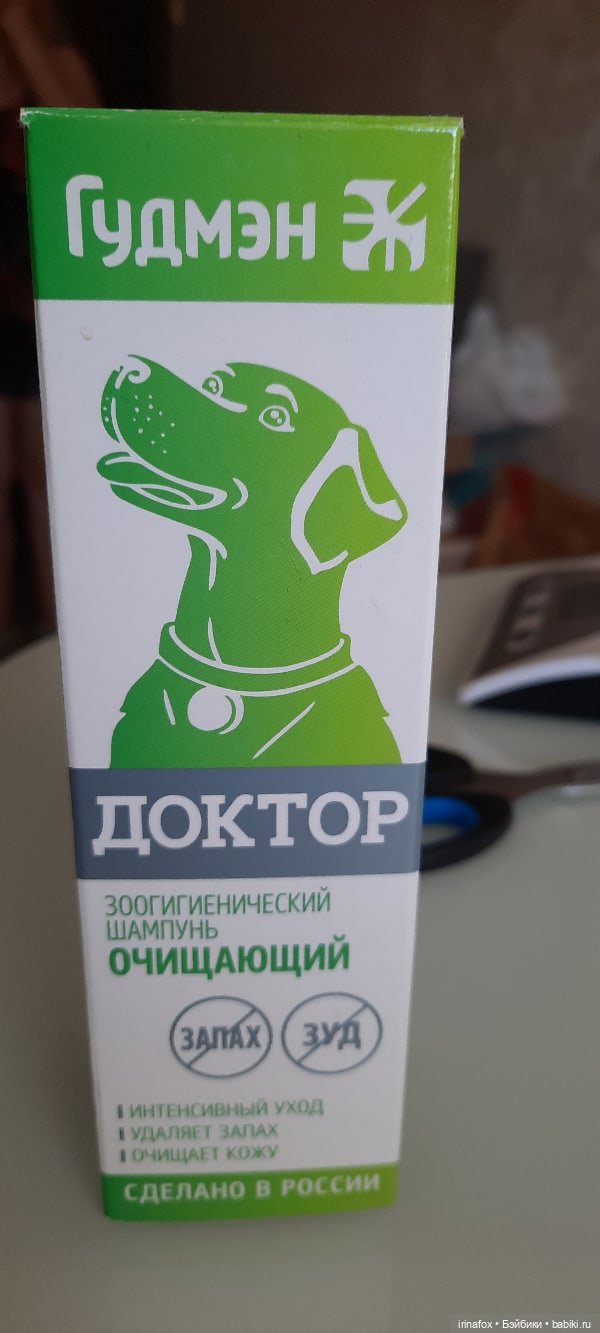 Гудмэн
ДОКТОР
ЗООГИГИЕНИЧЕСКИЙ
ШАМПУНЬ
ОЧИЩАЮЩИЙ
ЗАПАХ ЗУД
ИНТЕНСИВНЫЙ УХОД
УДАЛЯЕТ ЗАПАХ
ОЧИЩАЕТ КОЖУ
СДЕЛАНО В РОССИИ
irinafox • Бэйбики • babiki.ru